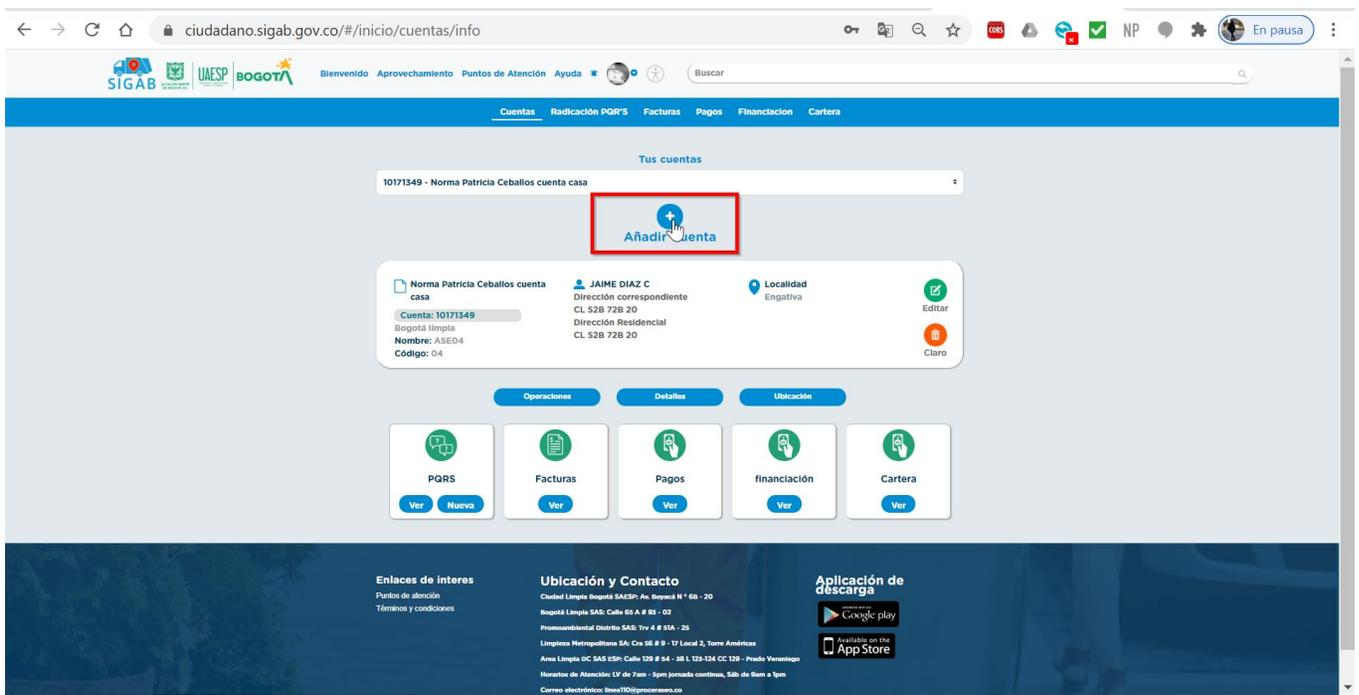 ciudadano.sigab.gov.co/#/inicio/cuentas/info
CORS
NP
En pausa
SIGAB
UAESP
BOGOTÁ
Bienvenido Aprovechamiento Puntos de Atención Ayuda
Buscar
Cuentas Radicación PQR'S Facturas Pagos Financiacion Cartera
Tus cuentas
10171349 - Norma Patricia Ceballos cuenta casa
Añadir cuenta
Norma Patricia Ceballos cuenta casa
Cuenta: 10171349
Bogotá limpia
Nombre: ASE04
Código: 04
JAIME DIAZ C
Dirección correspondiente
CL 52B 72B 20
Dirección Residencial
CL 52B 72B 20
Localidad
Engativa
Editar
Claro
Operaciones Detalles Ubicación
PQRS
Ver Nueva
Facturas
Ver
Pagos
Ver
financiación
Ver
Cartera
Ver
Enlaces de interes
Puntos de atención
Términos y condiciones
Ubicación y Contacto
Ciudad Limpia Bogotá SAESP: Av. Boyacá N° 6B - 20
Bogotá Limpia SAS: Calle 65 A # 93 - 02
Promoambiental Distrito SAS: Trv 4 # 51A - 25
Limpieza Metropolitana SA: Cra 56 # 9 - 17 Local 2, Torre Américas
Area Limpia DC SAS ESP: Calle 129 # 54 - 38 L 123-124 CC 129 - Prado Veraniego
Horarios de Atención: LV de 7am - 5pm jornada continua, Sáb de 9am a 1pm
Correo electrónico: linea110@proceraseo.co
Aplicación de
descarga
Google play
Available on the
App Store